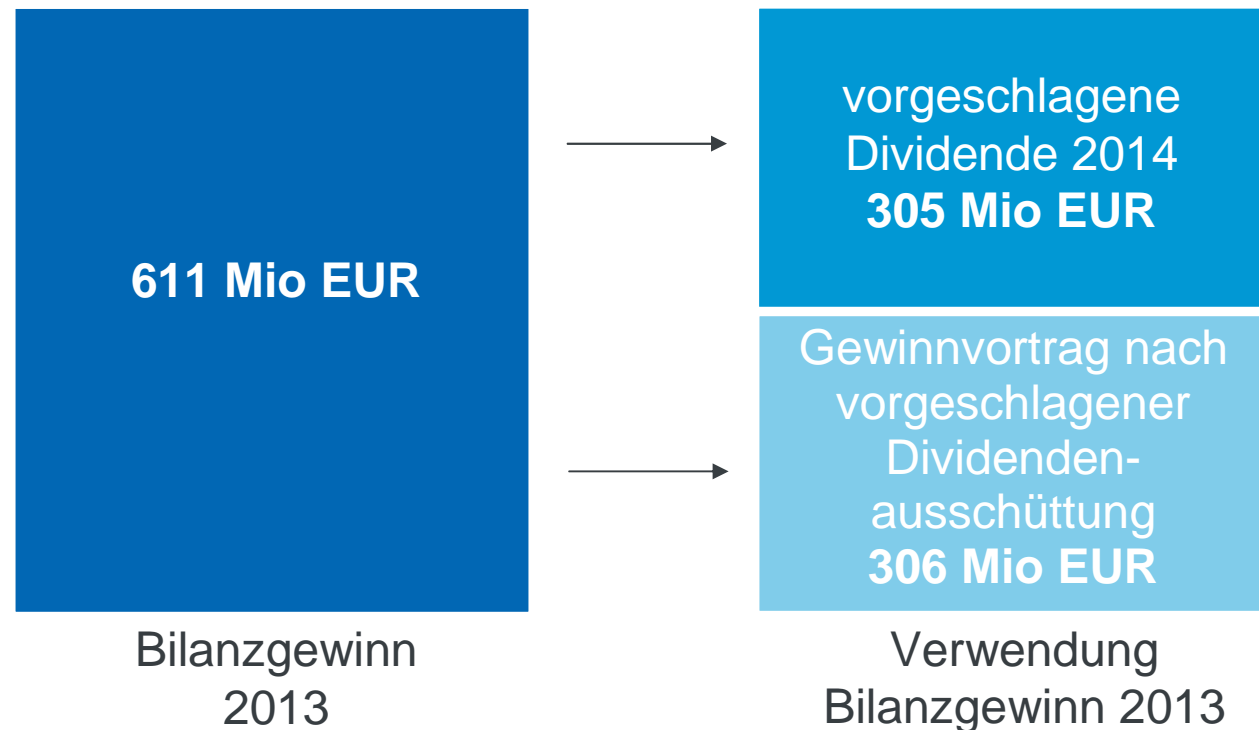 611 Mio EUR
Bilanzgewinn
2013
vorgeschlagene
Dividende 2014
305 Mio EUR
Gewinnvortrag nach
vorgeschlagener
Dividenden-
ausschüttung
306 Mio EUR
Verwendung
Bilanzgewinn 2013